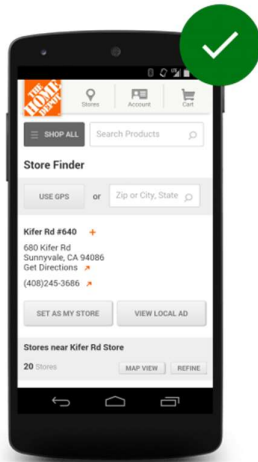 THE
HOME
DEPOT
Stores
Account
Cart
SHOP ALL
Search Products
Store Finder
USE GPS
or
Zip or City, State
Kifer Rd #640 +
680 Kifer Rd
Sunnyvale, CA 94086
Get Directions
(408)245-3686
SET AS MY STORE
VIEW LOCAL AD
Stores near Kifer Rd Store
20 Stores
MAP VIEW
REFINE